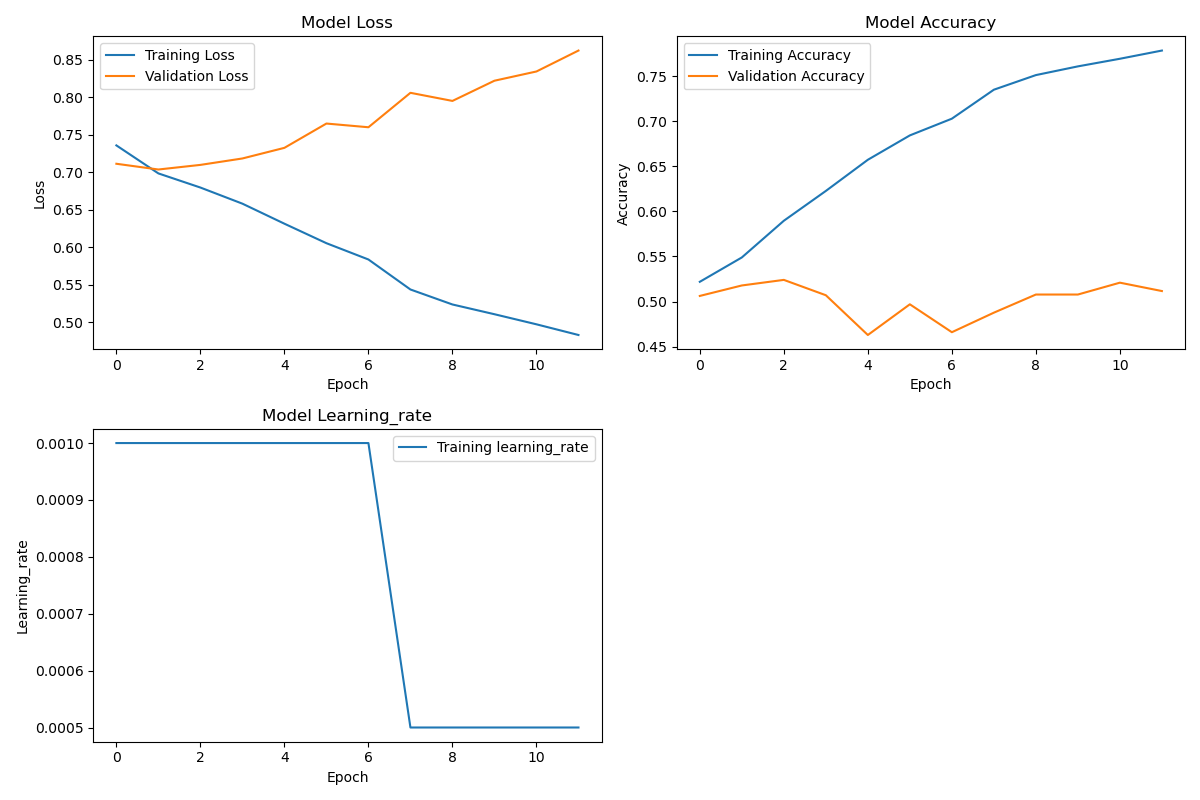 Model Loss
Training Loss
Validation Loss
0.85
0.80
0.75
0.70
0.65
0.60
0.55
0.50
Loss
0 2 4 6 8 10
Epoch
Model Accuracy
Training Accuracy
Validation Accuracy
0.75
0.70
0.65
0.60
0.55
0.50
0.45
Accuracy
0 2 4 6 8 10
Epoch
Model Learning_rate
Training learning_rate
0.0010
0.0009
0.0008
0.0007
0.0006
0.0005
Learning_rate
0 2 4 6 8 10
Epoch